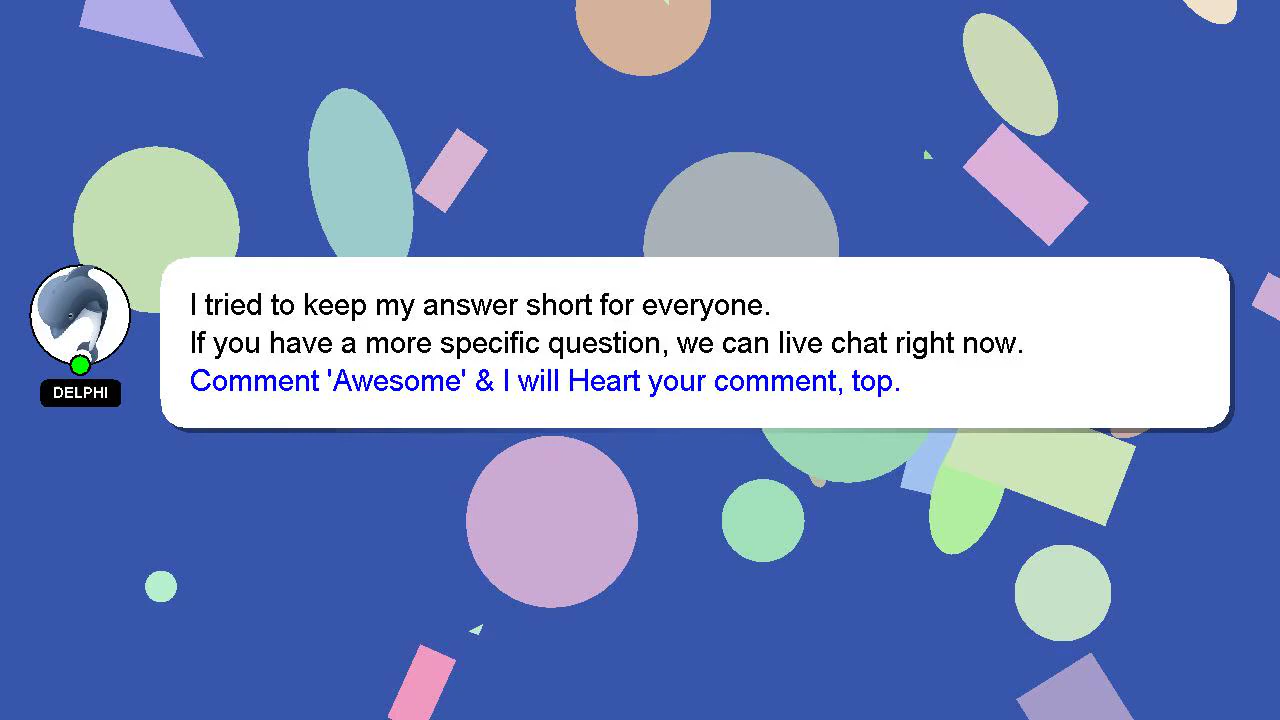 I tried to keep my answer short for everyone.
If you have a more specific question, we can live chat right now.
Comment 'Awesome' & I will Heart your comment, top.
DELPHI